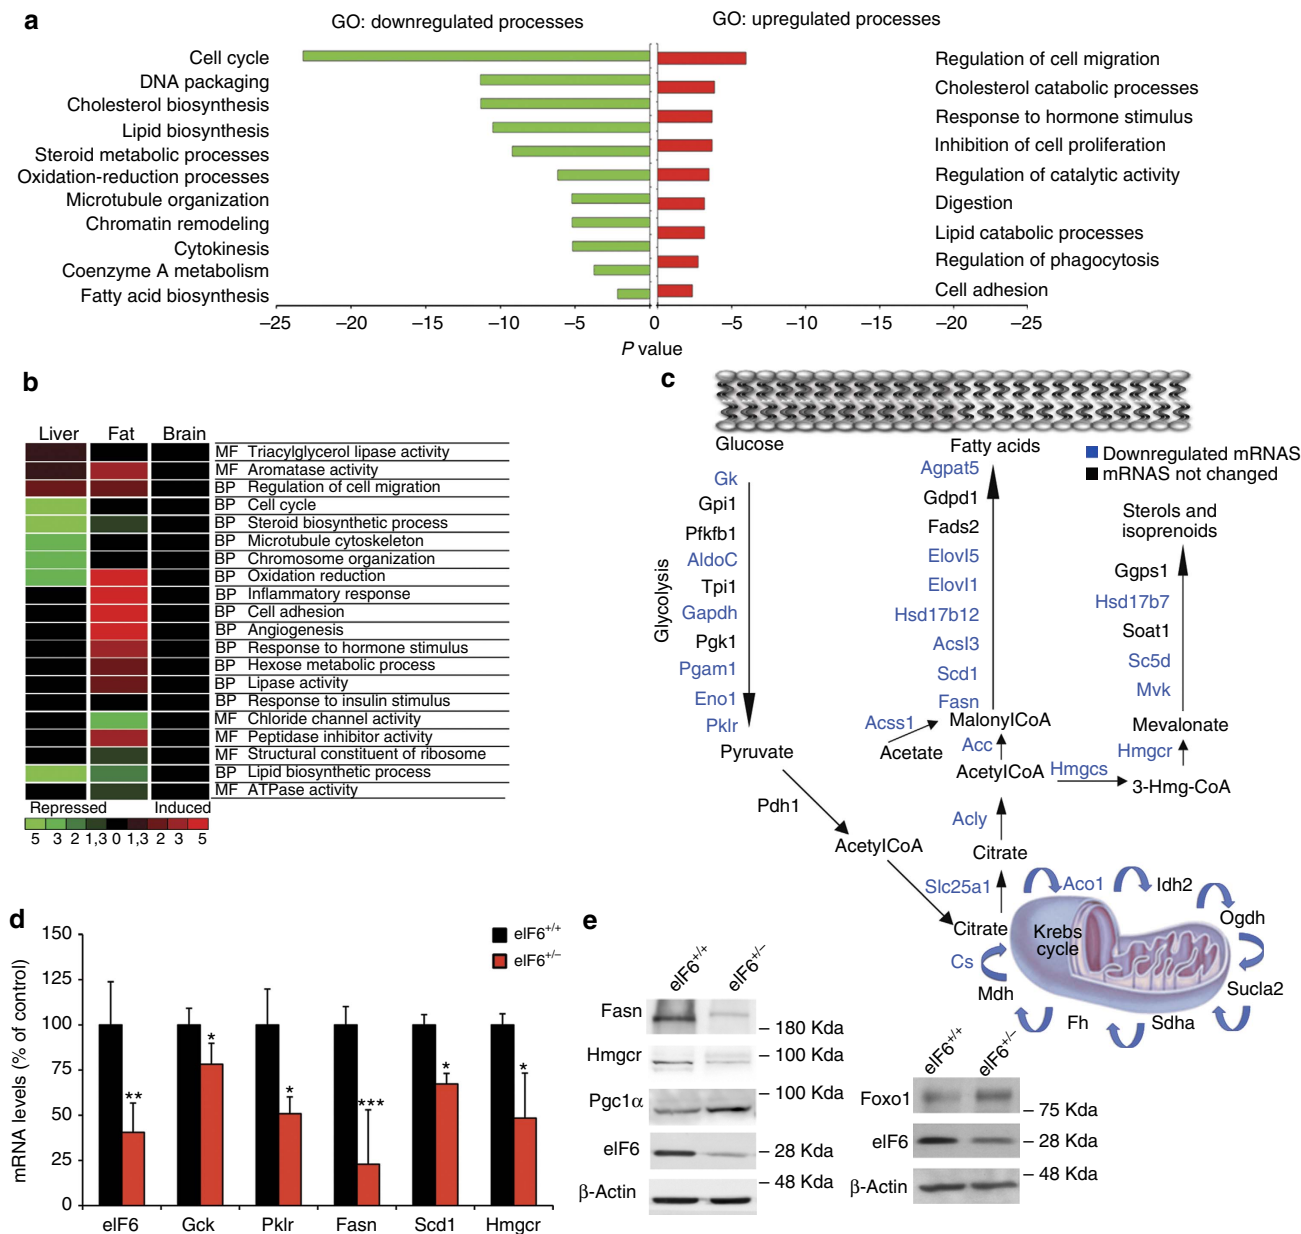 a
GO: downregulated processes
GO: upregulated processes
Cell cycle
DNA packaging
Cholesterol biosynthesis
Lipid biosynthesis
Steroid metabolic processes
Oxidation-reduction processes
Microtubule organization
Chromatin remodeling
Cytokinesis
Coenzyme A metabolism
Fatty acid biosynthesis
Regulation of cell migration
Cholesterol catabolic processes
Response to hormone stimulus
Inhibition of cell proliferation
Regulation of catalytic activity
Digestion
Lipid catabolic processes
Regulation of phagocytosis
Cell adhesion
–25 –20 –15 –10 –5 0 –5 –10 –15 –20 –25
P value
b
Liver Fat Brain
MF Triacylglycerol lipase activity
MF Aromatase activity
BP Regulation of cell migration
BP Cell cycle
BP Steroid biosynthetic process
BP Microtubule cytoskeleton
BP Chromosome organization
BP Oxidation reduction
BP Inflammatory response
BP Cell adhesion
BP Angiogenesis
BP Response to hormone stimulus
BP Hexose metabolic process
BP Lipase activity
BP Response to insulin stimulus
MF Chloride channel activity
MF Peptidase inhibitor activity
MF Structural constituent of ribosome
BP Lipid biosynthetic process
MF ATPase activity
Repressed Induced
5 3 2 1,3 0 1,3 2 3 5
c
Glucose
Glycolysis
Gk
Gpi1
Pfkfb1
AldoC
Tpi1
Gapdh
Pgk1
Pgam1
Eno1
Pklr
Pyruvate
Pdh1
AcetylCoA
Fatty acids
Agpat5
Gdpd1
Fads2
Elovl5
Elovl1
Hsd17b12
Acsl3
Scd1
Fasn
Acss1
MalonylCoA
Acetate
Acc
AcetylCoA
Hmgcs
Acly
Citrate
Slc25a1
Citrate
Downregulated mRNAS
mRNAS not changed
Sterols and
isoprenoids
Ggps1
Hsd17b7
Soat1
Sc5d
Mvk
Mevalonate
Hmgcr
3-Hmg-CoA
Krebs
cycle
Aco1
Idh2
Ogdh
Sucla2
Sdha
Fh
Mdh
Cs
d
mRNA levels (% of control)
150
125
100
75
50
25
0
eIF6+/+
eIF6+/–
**
*
*
***
*
*
eIF6 Gck Pklr Fasn Scd1 Hmgcr
e
eIF6+/+ eIF6+/–
Fasn – 180 Kda
Hmgcr – 100 Kda
Pgc1α – 100 Kda
eIF6 – 28 Kda
β-Actin – 48 Kda
eIF6+/+ eIF6+/–
Foxo1 – 75 Kda
eIF6 – 28 Kda
β-Actin – 48 Kda